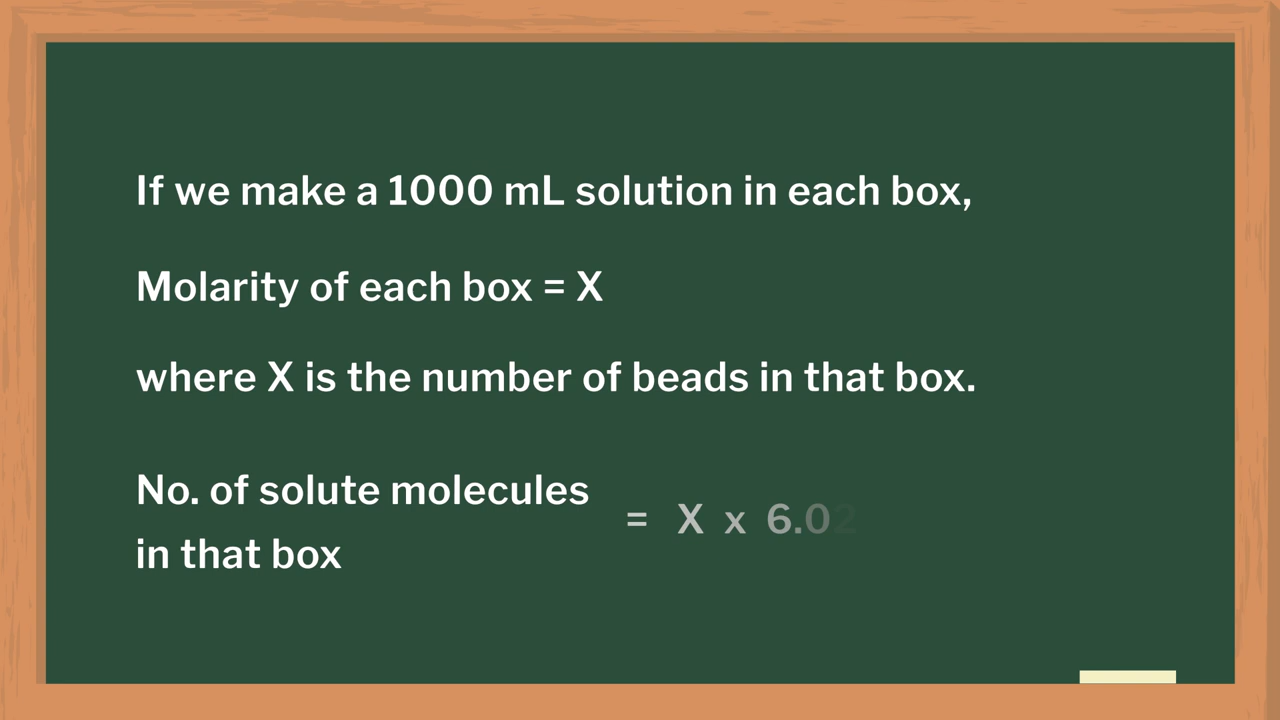 If we make a 1000 mL solution in each box,
Molarity of each box = X
where X is the number of beads in that box.
No. of solute molecules
in that box
= X x 6.02